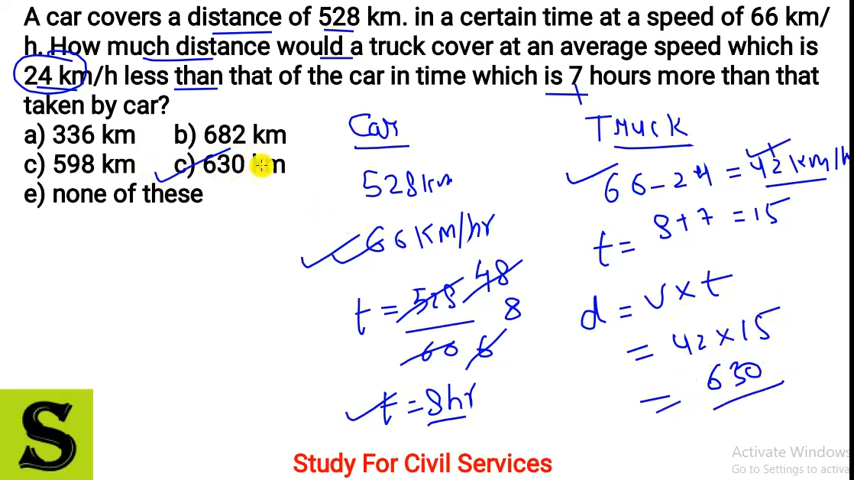 A car covers a distance of 528 km. in a certain time at a speed of 66 km/
h. How much distance would a truck cover at an average speed which is
24 km/h less than that of the car in time which is 7 hours more than that
taken by car?
a) 336 km b) 682 km
c) 598 km c) 630 km
e) none of these
Car
528km
66 KM/hr
t = 528 48
66 6 8
t = 8hr
Truck
66-24 = 42 km/h
t = 8+7 = 15
d = v × t
= 42 × 15
= 630
S
Study For Civil Services
Activate Windows
Go to Settings to activa